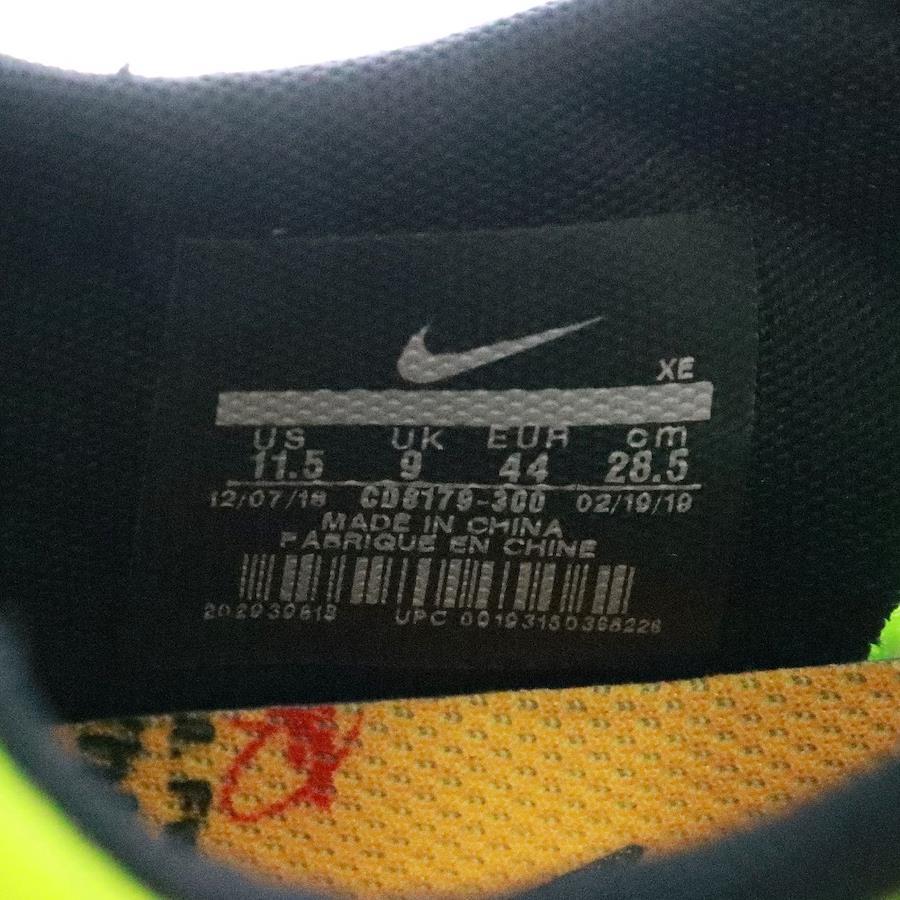 XE
US UK EUR cm
11.5 9 44 28.5
12/07/18 CD8179-300 02/19/19
MADE IN CHINA
FABRIQUE EN CHINE
UPC